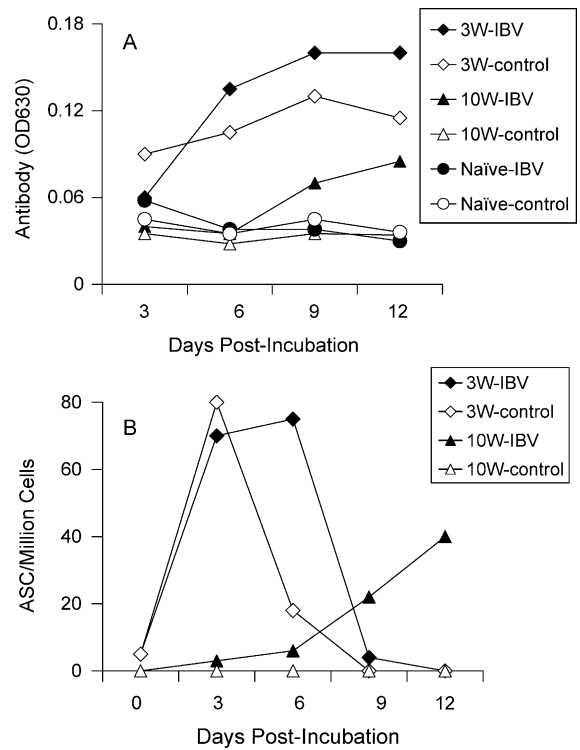 0.18
0.12
0.06
0
Antibody (OD630)
A
3
6
9
12
Days Post-Incubation
3W-IBV
3W-control
10W-IBV
10W-control
Naïve-IBV
Naïve-control
80
60
40
20
0
ASC/Million Cells
B
0
3
6
9
12
Days Post-Incubation
3W-IBV
3W-control
10W-IBV
10W-control